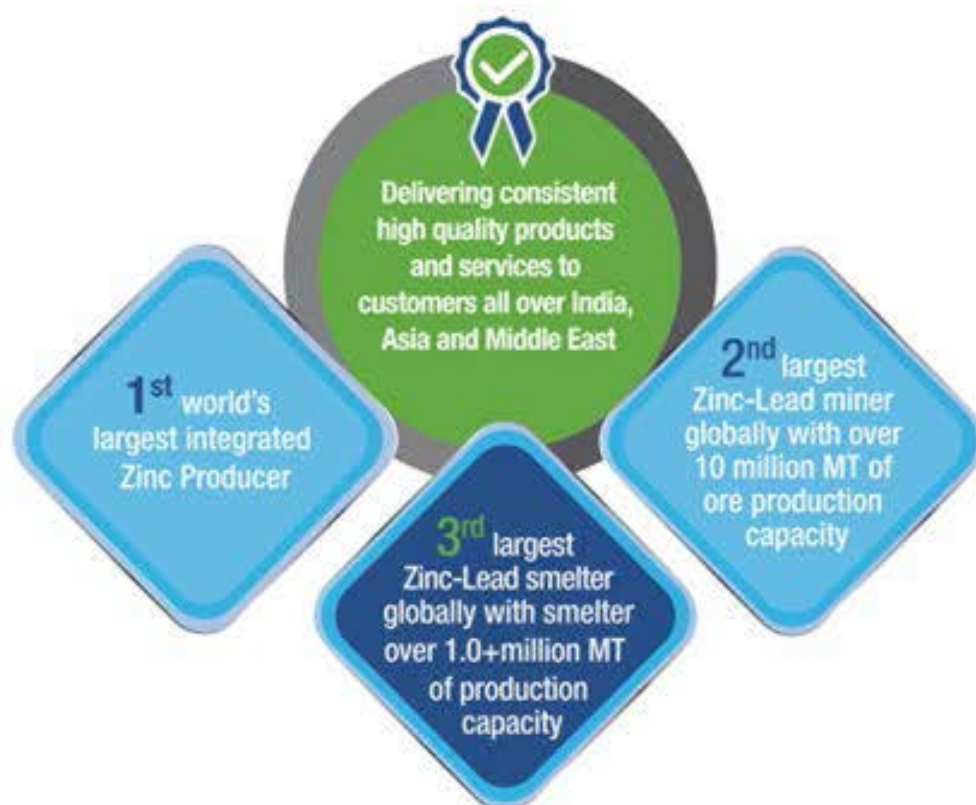 Delivering consistent
high quality products
and services to
customers all over India,
Asia and Middle East
1st world's
largest integrated
Zinc Producer
3rd largest
Zinc-Lead smelter
globally with smelter
over 1.0+million MT
of production
capacity
2nd largest
Zinc-Lead miner
globally with over
10 million MT of
ore production
capacity